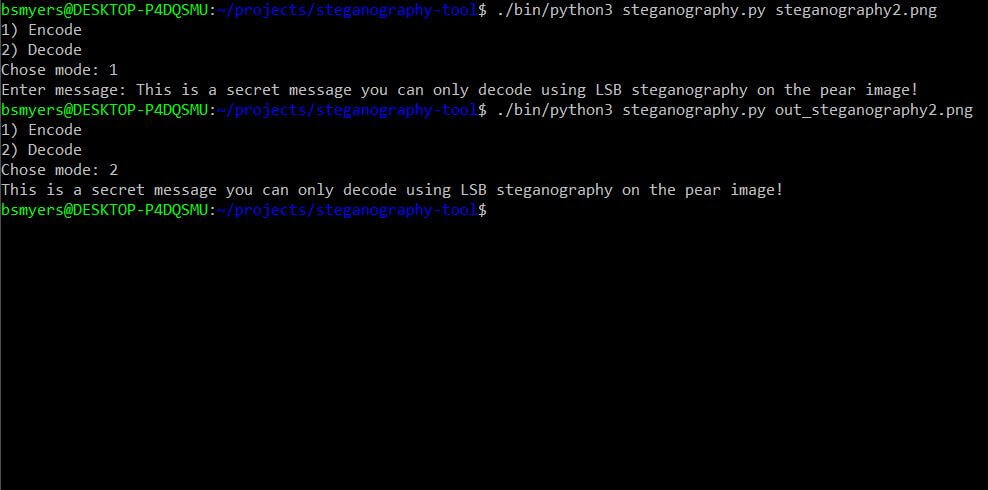 bsmyers@DESKTOP-P4DQSMU:~/projects/steganography-tool$ ./bin/python3 steganography.py steganography2.png
1) Encode
2) Decode
Chose mode: 1
Enter message: This is a secret message you can only decode using LSB steganography on the pear image!
bsmyers@DESKTOP-P4DQSMU:~/projects/steganography-tool$ ./bin/python3 steganography.py out_steganography2.png
1) Encode
2) Decode
Chose mode: 2
This is a secret message you can only decode using LSB steganography on the pear image!
bsmyers@DESKTOP-P4DQSMU:~/projects/steganography-tool$